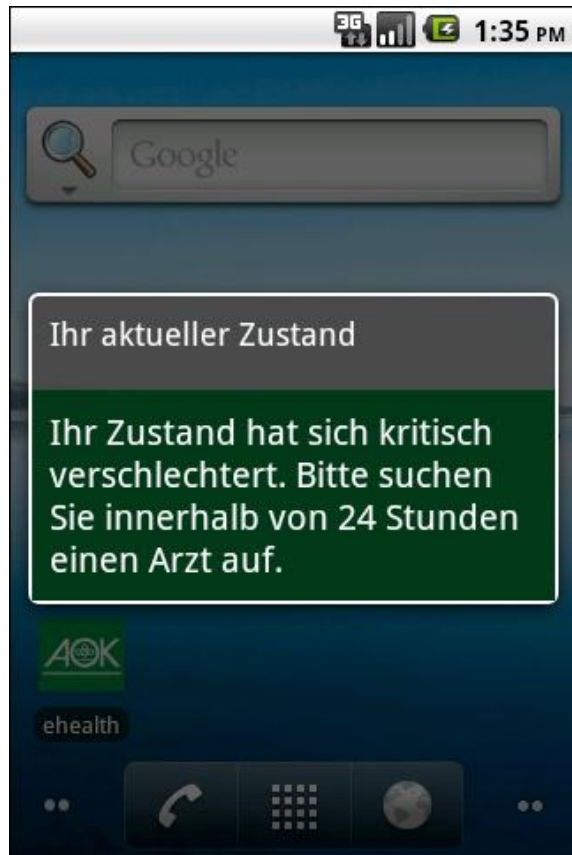 3G 1:35 PM
Google
Ihr aktueller Zustand
Ihr Zustand hat sich kritisch
verschlechtert. Bitte suchen
Sie innerhalb von 24 Stunden
einen Arzt auf.
AOK
ehealth